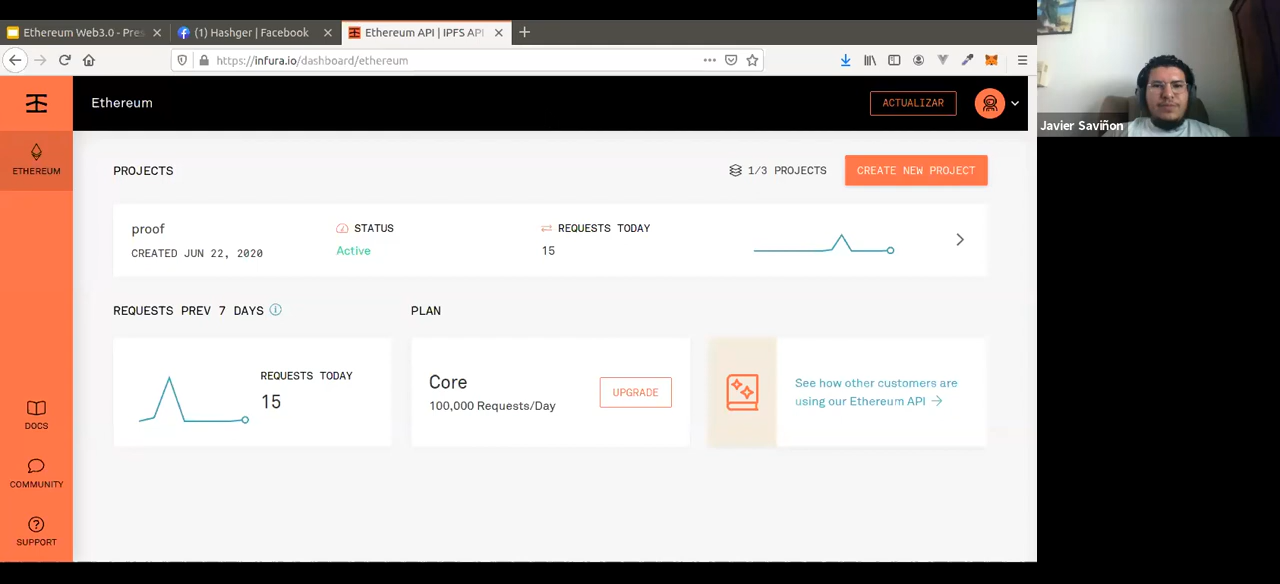 Ethereum Web3.0 - Pres
(1) Hashger | Facebook
Ethereum API | IPFS API
https://infura.io/dashboard/ethereum
Javier Saviñon
Ethereum
ACTUALIZAR
ETHEREUM
PROJECTS
1/3 PROJECTS
CREATE NEW PROJECT
proof
CREATED JUN 22, 2020
STATUS
Active
REQUESTS TODAY
15
REQUESTS PREV 7 DAYS
REQUESTS TODAY
15
PLAN
Core
100,000 Requests/Day
UPGRADE
See how other customers are
using our Ethereum API →
DOCS
COMMUNITY
SUPPORT